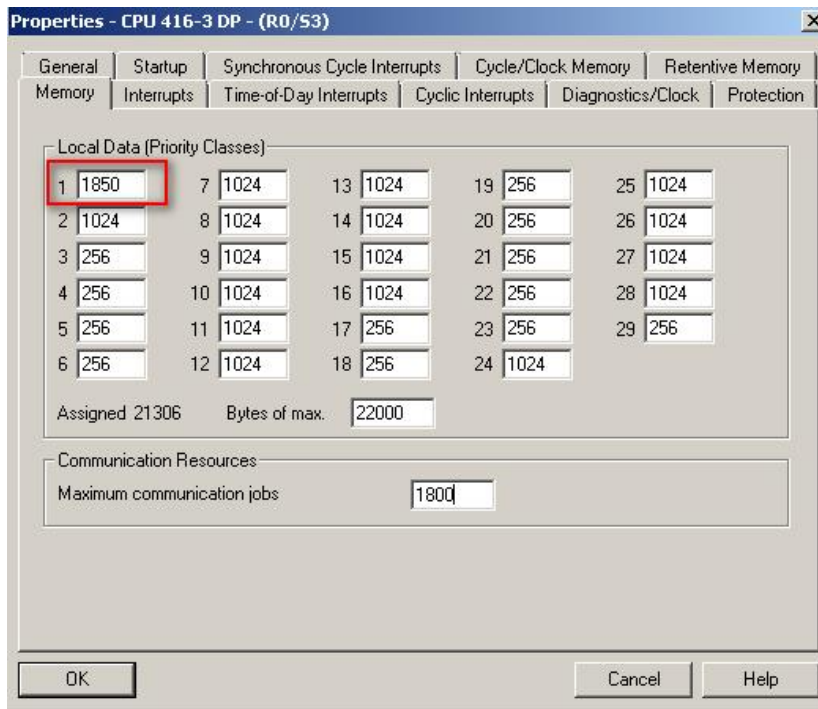 Properties - CPU 416-3 DP - (R0/S3)
General Startup Synchronous Cycle Interrupts Cycle/Clock Memory Retentive Memory
Memory Interrupts Time-of-Day Interrupts Cyclic Interrupts Diagnostics/Clock Protection
Local Data (Priority Classes)
1 1850 7 1024 13 1024 19 256 25 1024
2 1024 8 1024 14 1024 20 256 26 1024
3 256 9 1024 15 1024 21 256 27 1024
4 256 10 1024 16 1024 22 256 28 1024
5 256 11 1024 17 256 23 256 29 256
6 256 12 1024 18 256 24 1024
Assigned 21306 Bytes of max. 22000
Communication Resources
Maximum communication jobs 1800
OK Cancel Help